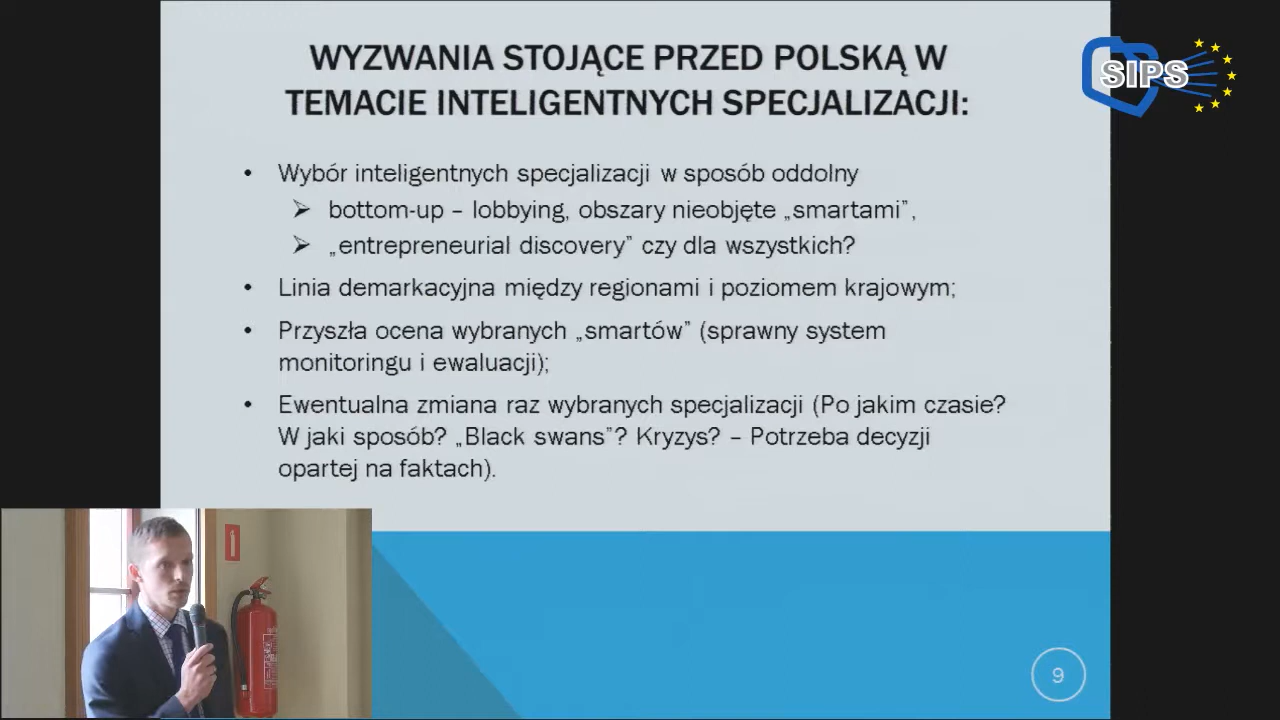 WYZWANIA STOJĄCE PRZED POLSKĄ W
TEMACIE INTELIGENTNYCH SPECJALIZACJI:
SIPS
• Wybór inteligentnych specjalizacji w sposób oddolny
➢ bottom-up – lobbying, obszary nieobjęte „smartami”,
➢ „entrepreneurial discovery” czy dla wszystkich?
• Linia demarkacyjna między regionami i poziomem krajowym;
• Przyszła ocena wybranych „smartów” (sprawny system
monitoringu i ewaluacji);
• Ewentualna zmiana raz wybranych specjalizacji (Po jakim czasie?
W jaki sposób? „Black swans”? Kryzys? – Potrzeba decyzji
opartej na faktach).
9